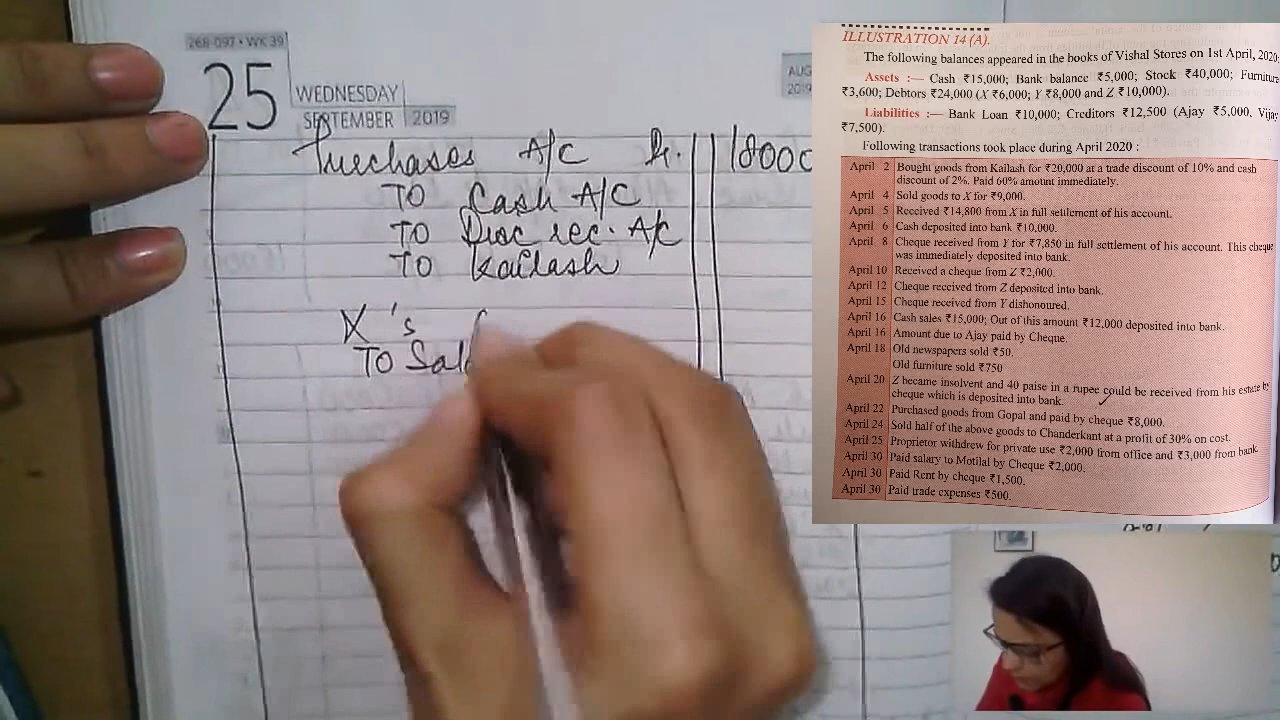 268-097 • WK 39
25
WEDNESDAY
SEPTEMBER 2019
AUG
2019
Purchases A/C Dr. 18000
TO Cash A/C
TO Disc rec. A/c
TO Kailash
X's
TO Sal
ILLUSTRATION 14 (A).
The following balances appeared in the books of Vishal Stores on 1st April, 2020
Assets :— Cash ₹15,000; Bank balance ₹5,000; Stock ₹40,000; Furniture
₹3,600; Debtors ₹24,000 (X ₹6,000; Y ₹8,000 and Z ₹10,000).
Liabilities :— Bank Loan ₹10,000; Creditors ₹12,500 (Ajay ₹5,000, Vijay
₹7,500).
Following transactions took place during April 2020 :
April 2 Bought goods from Kailash for ₹20,000 at a trade discount of 10% and cash
discount of 2%. Paid 60% amount immediately.
April 4 Sold goods to X for ₹9,000.
April 5 Received ₹14,800 from X in full settlement of his account.
April 6 Cash deposited into bank ₹10,000.
April 8 Cheque received from Y for ₹7,850 in full settlement of his account. This cheque
was immediately deposited into bank.
April 10 Received a cheque from Z ₹2,000.
April 12 Cheque received from Z deposited into bank.
April 15 Cheque received from Y dishonoured.
April 16 Cash sales ₹15,000; Out of this amount ₹12,000 deposited into bank.
April 16 Amount due to Ajay paid by Cheque.
April 18 Old newspapers sold ₹50.
Old furniture sold ₹750
April 20 Z became insolvent and 40 paise in a rupee could be received from his estate by
cheque which is deposited into bank.
April 22 Purchased goods from Gopal and paid by cheque ₹8,000.
April 24 Sold half of the above goods to Chanderkant at a profit of 30% on cost.
April 25 Proprietor withdrew for private use ₹2,000 from office and ₹3,000 from bank
April 30 Paid salary to Motilal by Cheque ₹2,000.
April 30 Paid Rent by cheque ₹1,500.
April 30 Paid trade expenses ₹500.